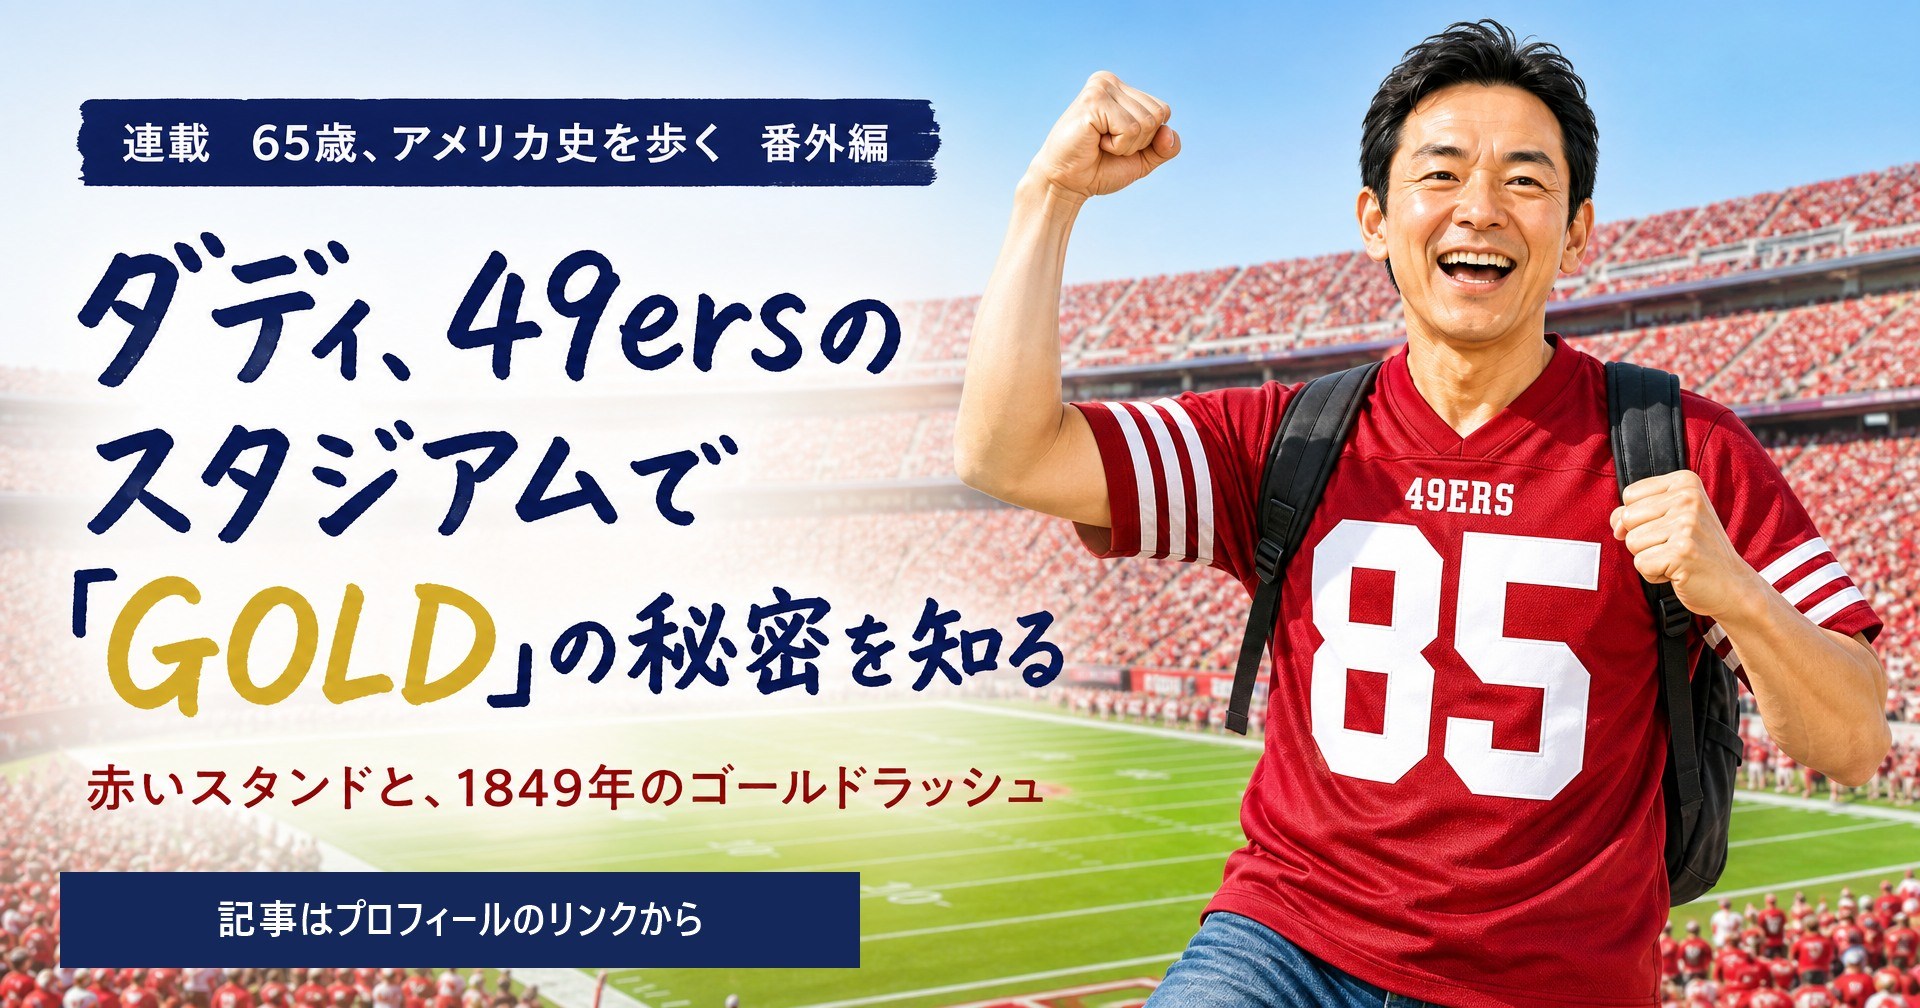 連載　65歳、アメリカ史を歩く　番外編
ダディ、49ersの
スタジアムで
「GOLD」の秘密を知る
赤いスタンドと、1849年のゴールドラッシュ
記事はプロフィールのリンクから
49ERS
85